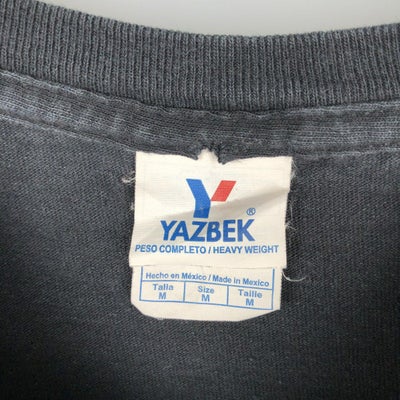 Y
YAZBEK ®
PESO COMPLETO / HEAVY WEIGHT
Hecho en México / Made in Mexico
Talla Size Taille
M M M